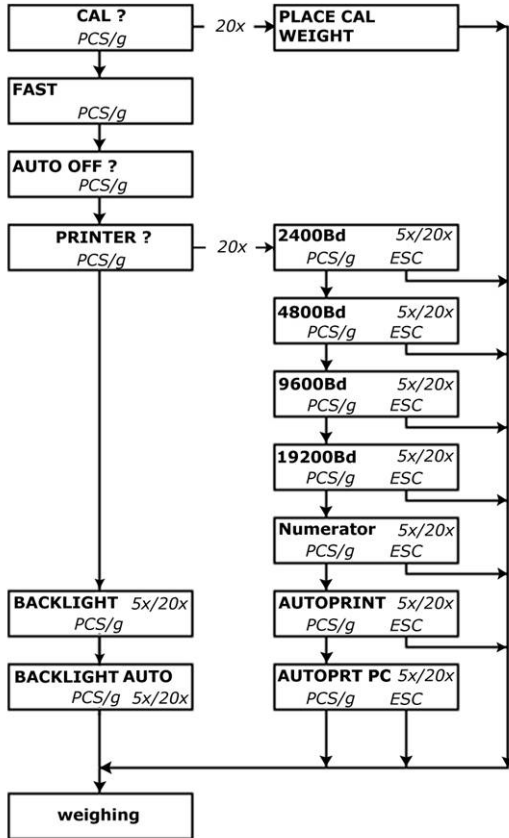 CAL ?
PCS/g
20x
PLACE CAL
WEIGHT
FAST
PCS/g
AUTO OFF ?
PCS/g
PRINTER ?
PCS/g
20x
2400Bd 5x/20x
PCS/g ESC
4800Bd 5x/20x
PCS/g ESC
9600Bd 5x/20x
PCS/g ESC
19200Bd 5x/20x
PCS/g ESC
Numerator 5x/20x
PCS/g ESC
BACKLIGHT 5x/20x
PCS/g
AUTOPRINT 5x/20x
PCS/g ESC
BACKLIGHT AUTO
PCS/g 5x/20x
AUTOPRT PC 5x/20x
PCS/g ESC
weighing